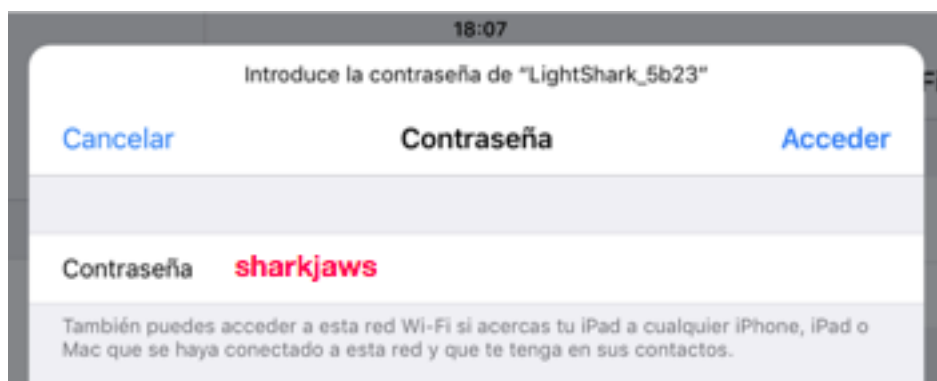 18:07
Introduce la contraseña de “LightShark_5b23”
Cancelar Contraseña Acceder
Contraseña sharkjaws
También puedes acceder a esta red Wi-Fi si acercas tu iPad a cualquier iPhone, iPad o
Mac que se haya conectado a esta red y que te tenga en sus contactos.